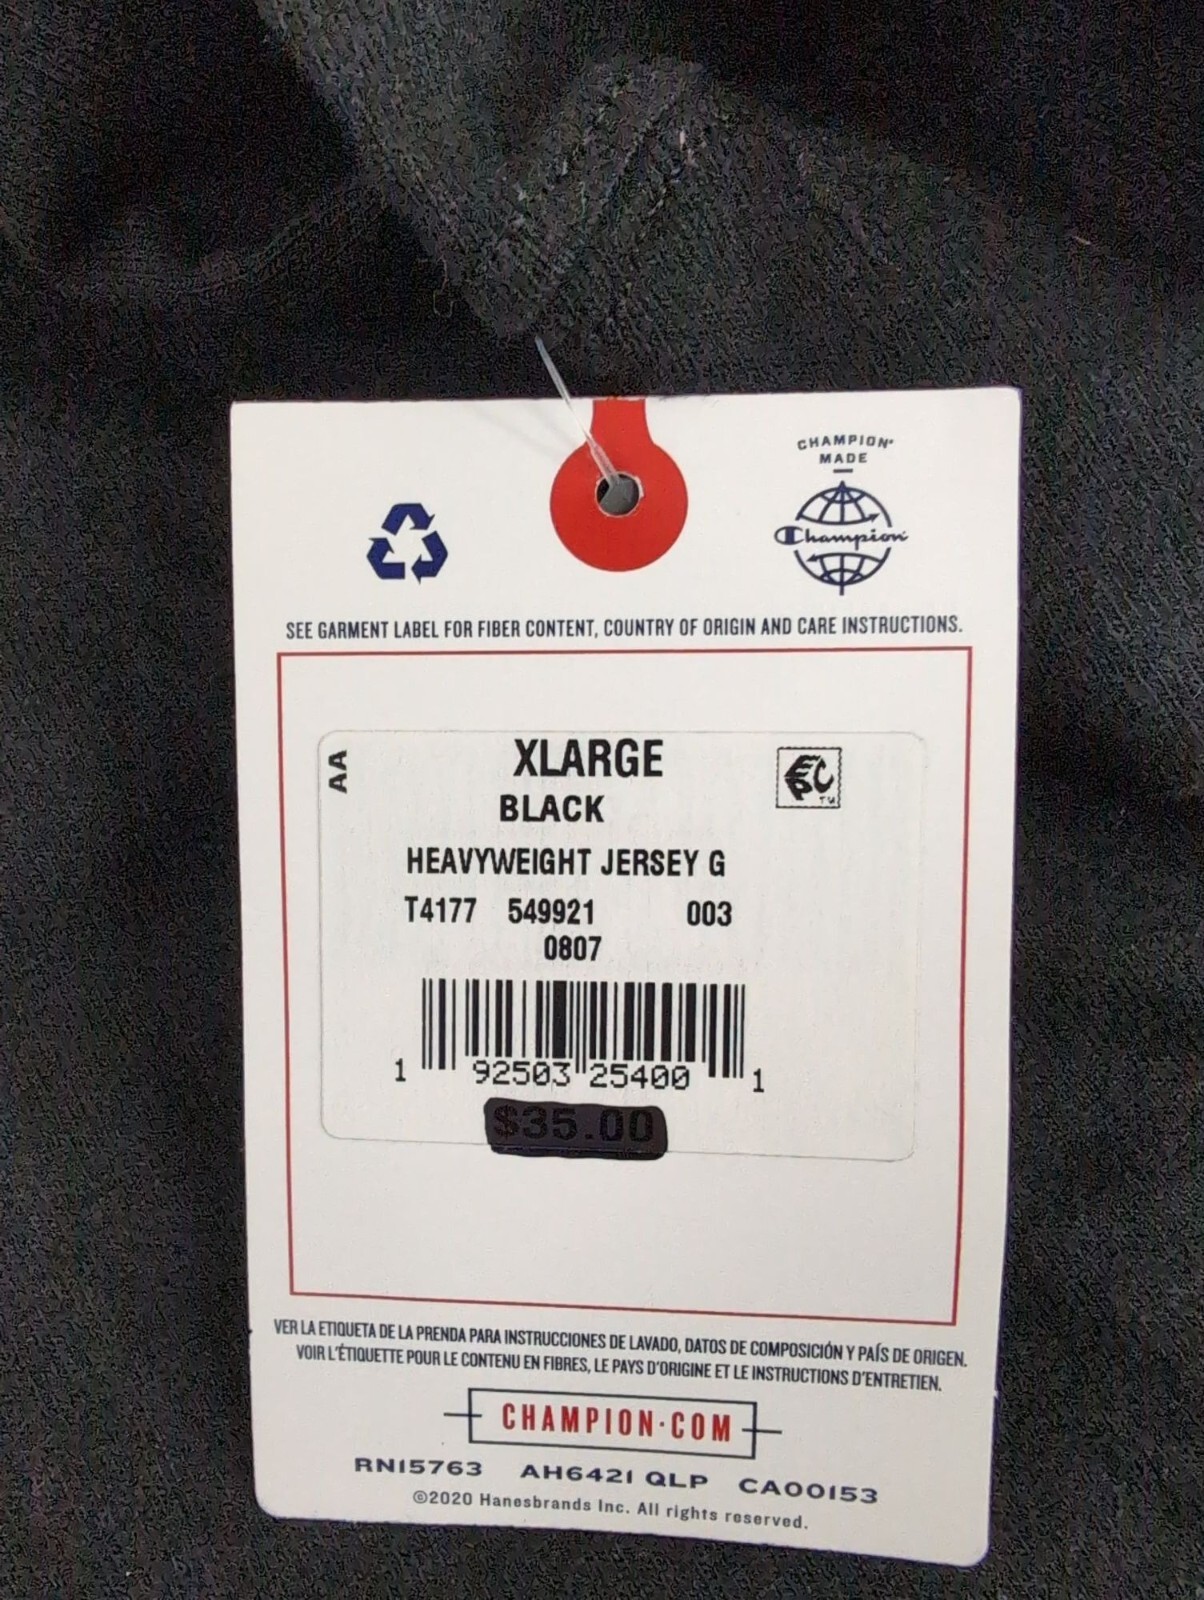 CHAMPION®
MADE
Champion
SEE GARMENT LABEL FOR FIBER CONTENT, COUNTRY OF ORIGIN AND CARE INSTRUCTIONS.
AA
XLARGE
EPC TM
BLACK
HEAVYWEIGHT JERSEY G
T4177 549921 003
0807
1 92503 25400 1
$35.00
VER LA ETIQUETA DE LA PRENDA PARA INSTRUCCIONES DE LAVADO, DATOS DE COMPOSICIÓN Y PAÍS DE ORIGEN.
VOIR L'ÉTIQUETTE POUR LE CONTENU EN FIBRES, LE PAYS D'ORIGINE ET LE INSTRUCTIONS D'ENTRETIEN.
CHAMPION·COM
RN15763 AH6421 QLP CA00153
©2020 Hanesbrands Inc. All rights reserved.